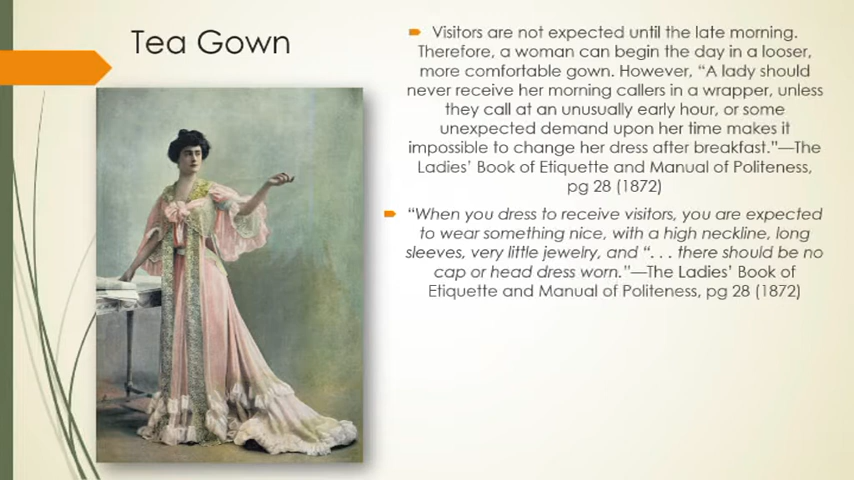 Tea Gown
Visitors are not expected until the late morning.
Therefore, a woman can begin the day in a looser,
more comfortable gown. However, “A lady should
never receive her morning callers in a wrapper, unless
they call at an unusually early hour, or some
unexpected demand upon her time makes it
impossible to change her dress after breakfast.”—The
Ladies’ Book of Etiquette and Manual of Politeness,
pg 28 (1872)
“When you dress to receive visitors, you are expected
to wear something nice, with a high neckline, long
sleeves, very little jewelry, and “. . . there should be no
cap or head dress worn.”—The Ladies’ Book of
Etiquette and Manual of Politeness, pg 28 (1872)